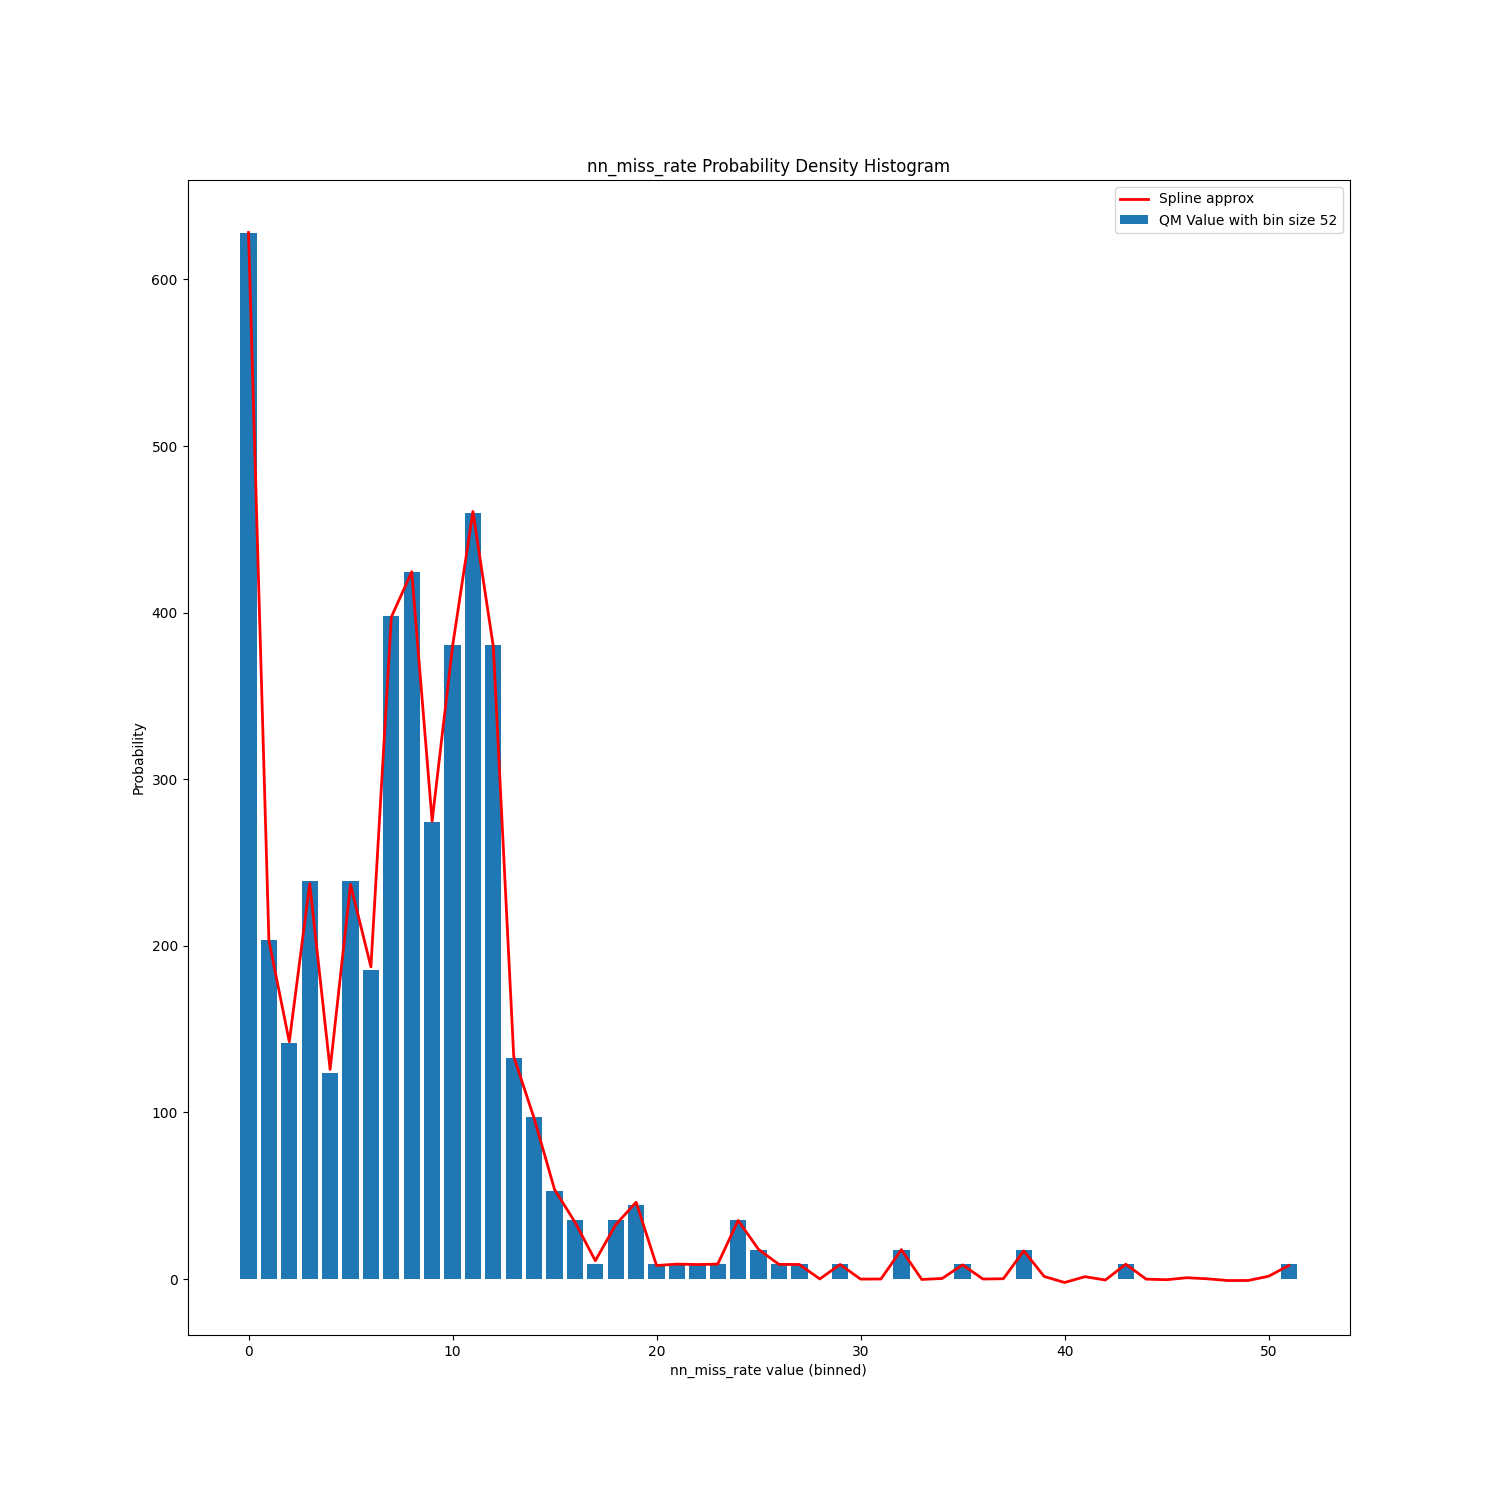 nn_miss_rate Probability Density Histogram
Spline approx
QM Value with bin size 52
600
500
400
300
200
100
0
Probability
0 10 20 30 40 50
nn_miss_rate value (binned)